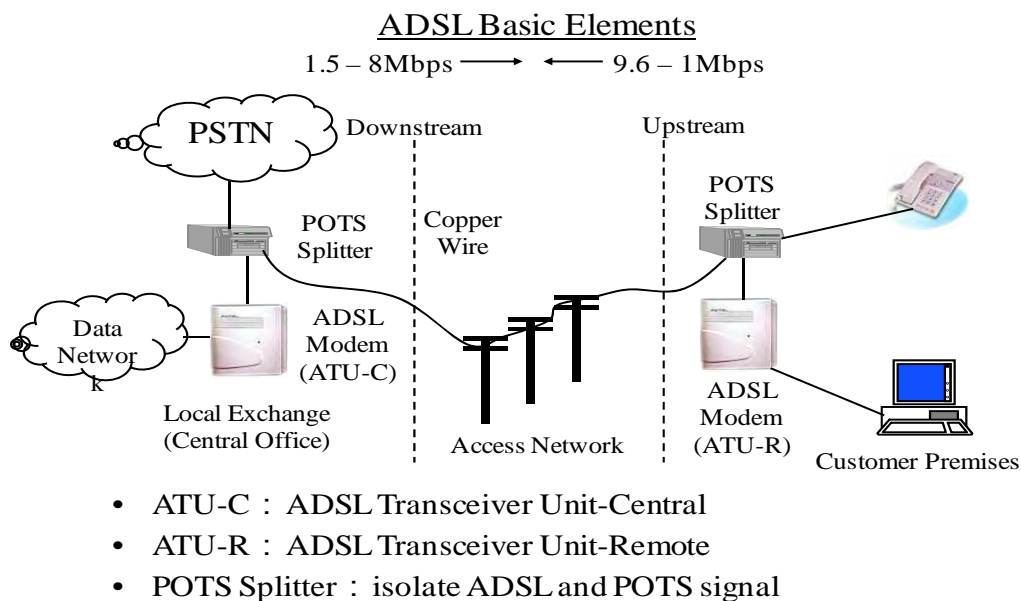 ADSL Basic Elements
1.5 – 8Mbps
9.6 – 1Mbps
PSTN
Downstream
Upstream
POTS
Splitter
Copper
Wire
POTS
Splitter
Data
Networ
k
ADSL
Modem
(ATU-C)
ADSL
Modem
(ATU-R)
Local Exchange
(Central Office)
Access Network
Customer Premises
• ATU-C : ADSL Transceiver Unit-Central
• ATU-R : ADSL Transceiver Unit-Remote
• POTS Splitter : isolate ADSL and POTS signal